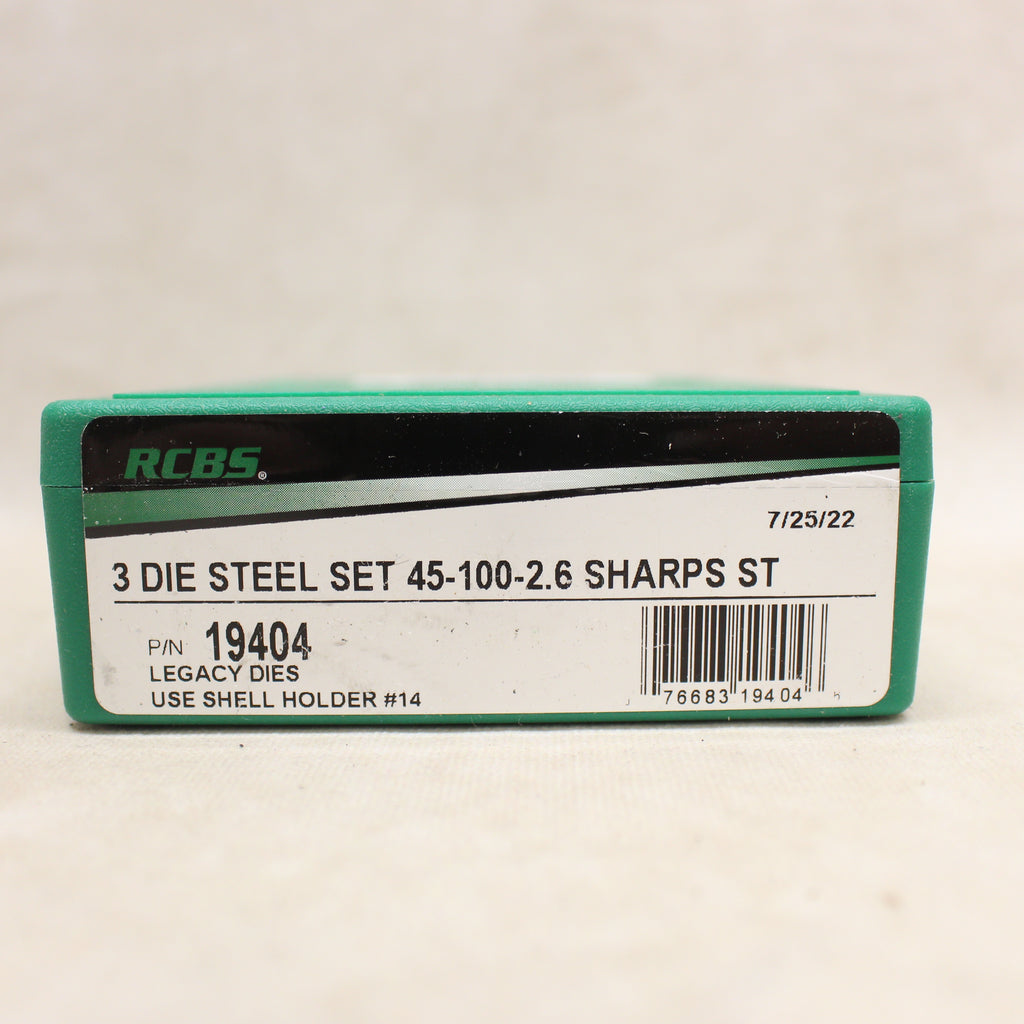 RCBS®
7/25/22
3 DIE STEEL SET 45-100-2.6 SHARPS ST
P/N 19404
LEGACY DIES
USE SHELL HOLDER #14
76683 19404